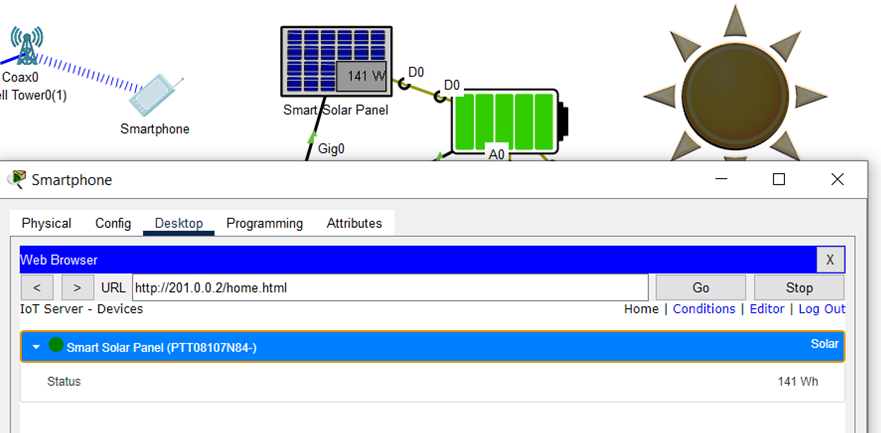 Coax0
ell Tower0(1)
Smartphone
141 W
Smart Solar Panel
D0
D0
Gig0
A0
Smartphone
Physical Config Desktop Programming Attributes
Web Browser X
< > URL http://201.0.0.2/home.html Go Stop
IoT Server - Devices Home | Conditions | Editor | Log Out
Smart Solar Panel (PTT08107N84-) Solar
Status 141 Wh